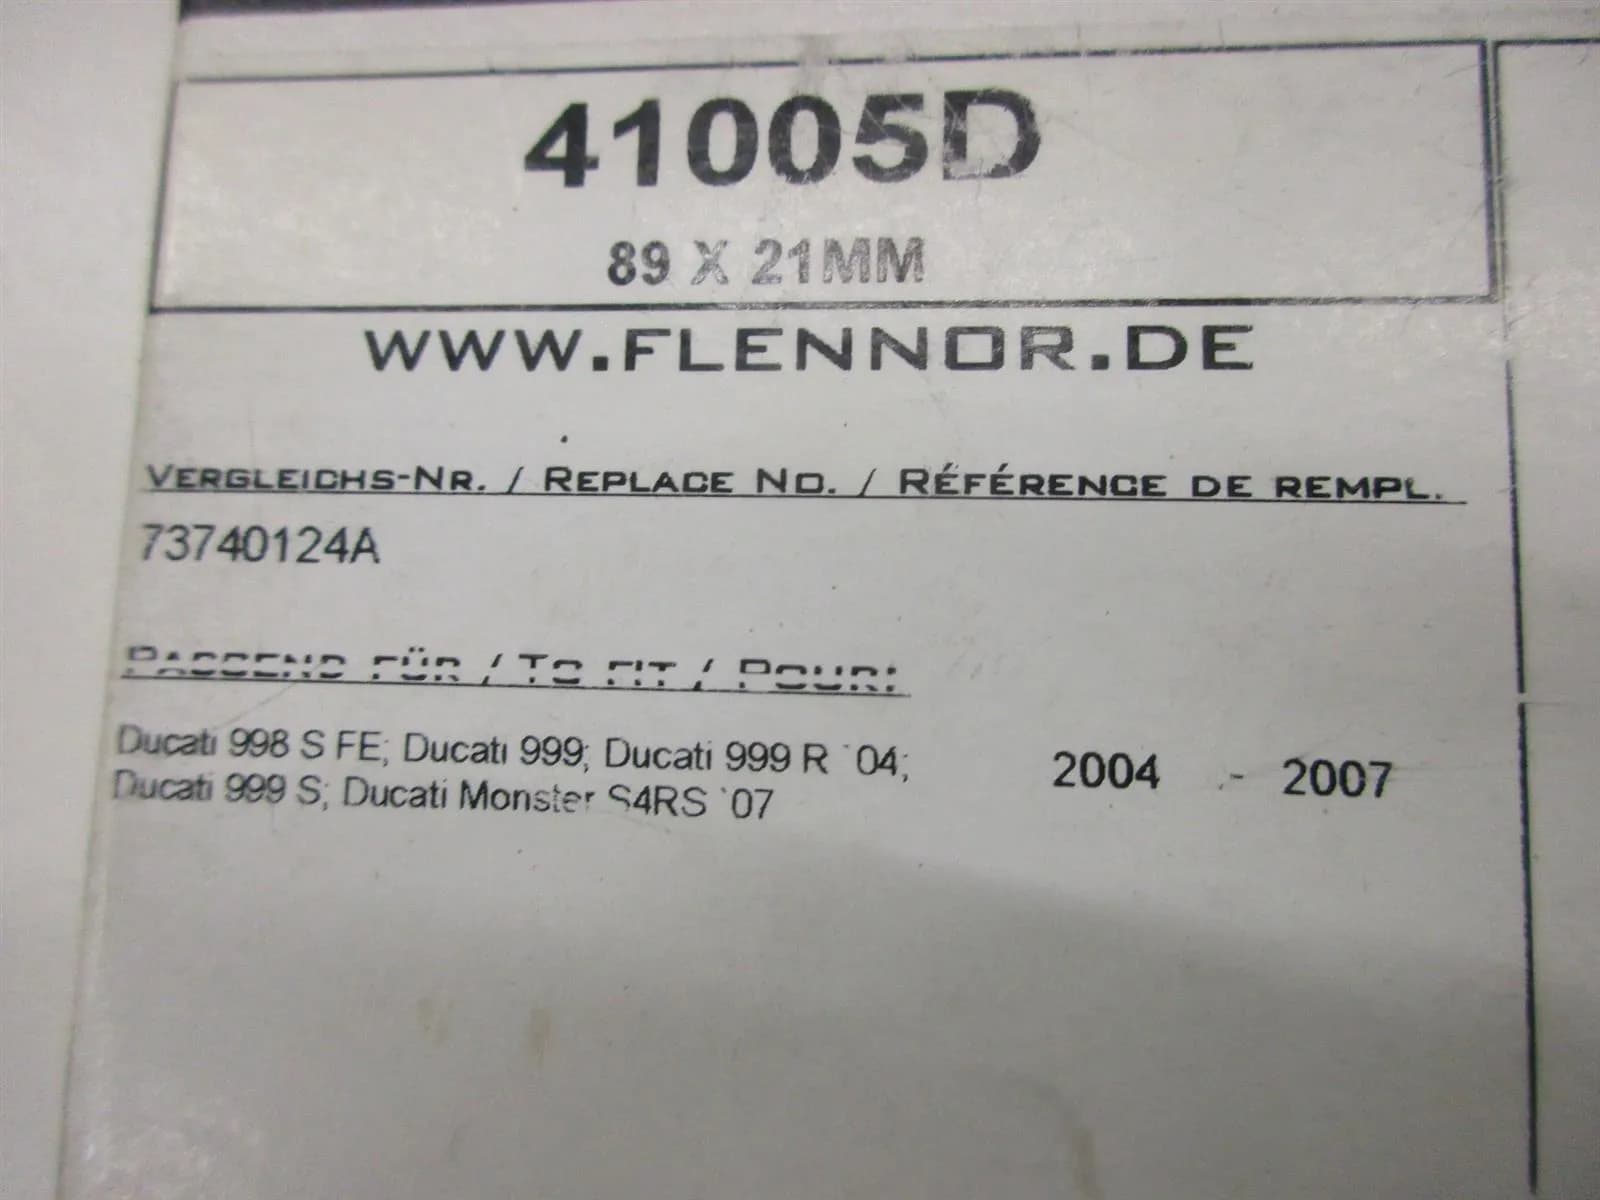 41005D
89 X 21MM
WWW.FLENNOR.DE
VERGLEICHS-NR. / REPLACE NO. / RÉFÉRENCE DE REMPL.
73740124A
PASSEND FÜR / TO FIT / POUR:
Ducati 998 S FE; Ducati 999; Ducati 999 R ´04; 2004 - 2007
Ducati 999 S; Ducati Monster S4RS ´07